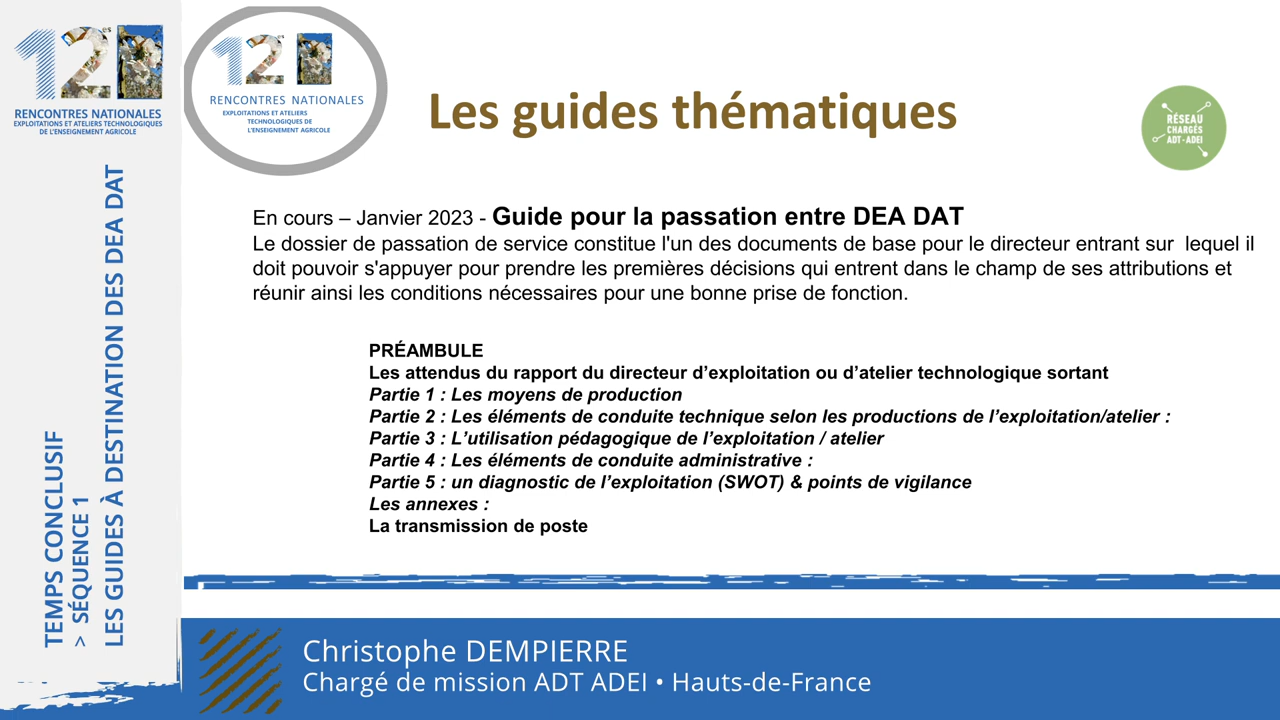 12es
RENCONTRES NATIONALES
EXPLOITATIONS ET ATELIERS TECHNOLOGIQUES
DE L'ENSEIGNEMENT AGRICOLE
TEMPS CONCLUSIF
> SÉQUENCE 1
LES GUIDES À DESTINATION DES DEA DAT
12es
RENCONTRES NATIONALES
EXPLOITATIONS ET ATELIERS
TECHNOLOGIQUES DE
L'ENSEIGNEMENT AGRICOLE
Les guides thématiques
RÉSEAU
CHARGÉS
ADT-ADEI
En cours – Janvier 2023 - Guide pour la passation entre DEA DAT
Le dossier de passation de service constitue l'un des documents de base pour le directeur entrant sur  lequel il
doit pouvoir s'appuyer pour prendre les premières décisions qui entrent dans le champ de ses attributions et
réunir ainsi les conditions nécessaires pour une bonne prise de fonction.
PRÉAMBULE
Les attendus du rapport du directeur d’exploitation ou d’atelier technologique sortant
Partie 1 : Les moyens de production
Partie 2 : Les éléments de conduite technique selon les productions de l’exploitation/atelier :
Partie 3 : L’utilisation pédagogique de l’exploitation / atelier
Partie 4 : Les éléments de conduite administrative :
Partie 5 : un diagnostic de l’exploitation (SWOT) & points de vigilance
Les annexes :
La transmission de poste
Christophe DEMPIERRE
Chargé de mission ADT ADEI • Hauts-de-France